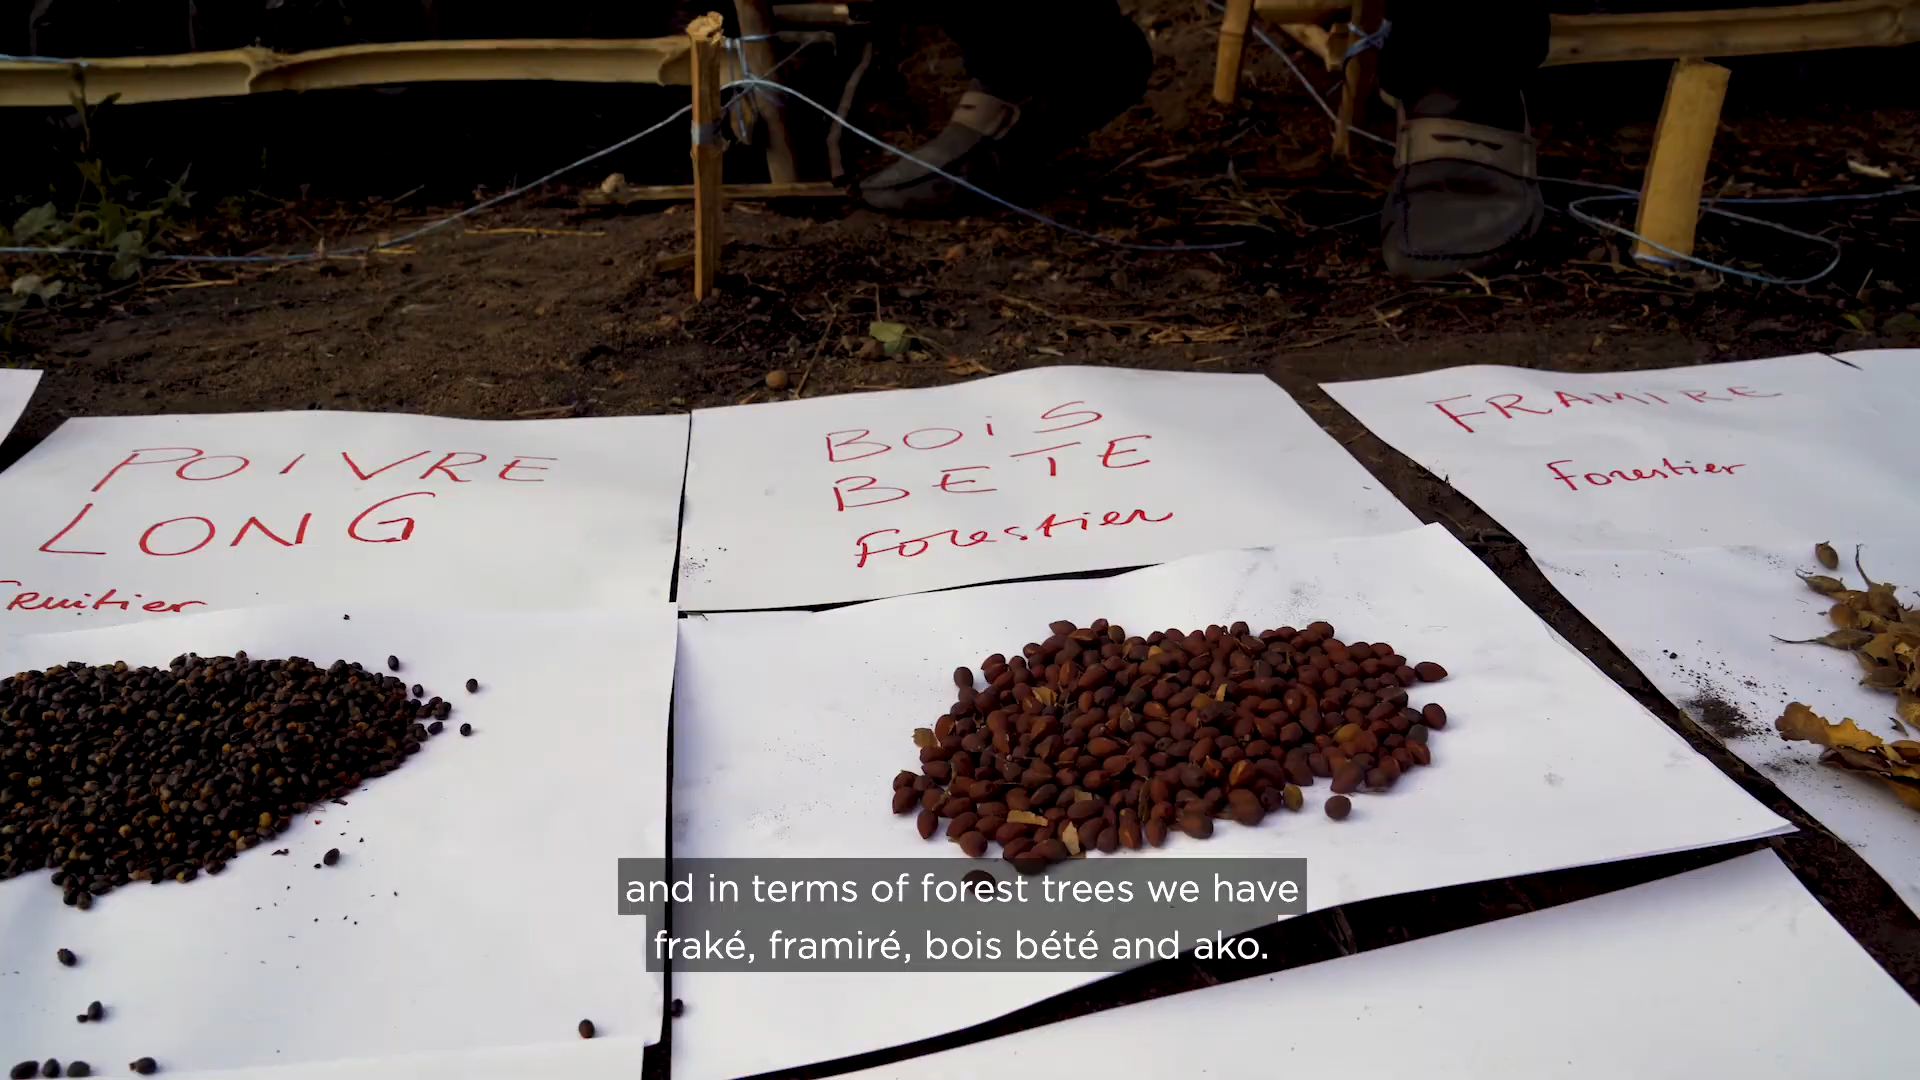 POIVRE
LONG
Fruitier
BOIS
BETE
Forestier
FRAMIRE
Forestier
and in terms of forest trees we have
fraké, framiré, bois bété and ako.